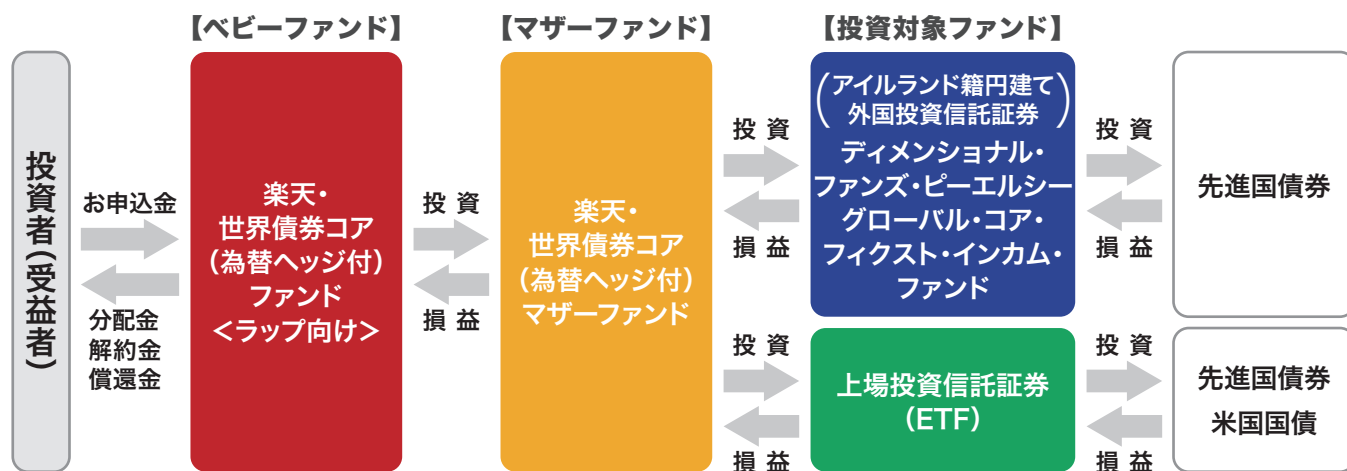 【ベビーファンド】
【マザーファンド】
【投資対象ファンド】
投資者(受益者)
お申込金
分配金
解約金
償還金
楽天・
世界債券コア
(為替ヘッジ付)
ファンド
<ラップ向け>
投資
損益
楽天・
世界債券コア
(為替ヘッジ付)
マザーファンド
投資
損益
(アイルランド籍円建て
外国投資信託証券)
ディメンショナル・
ファンズ・ピーエルシー
グローバル・コア・
フィクスト・インカム・
ファンド
投資
損益
先進国債券
投資
損益
上場投資信託証券
(ETF)
投資
損益
先進国債券
米国国債